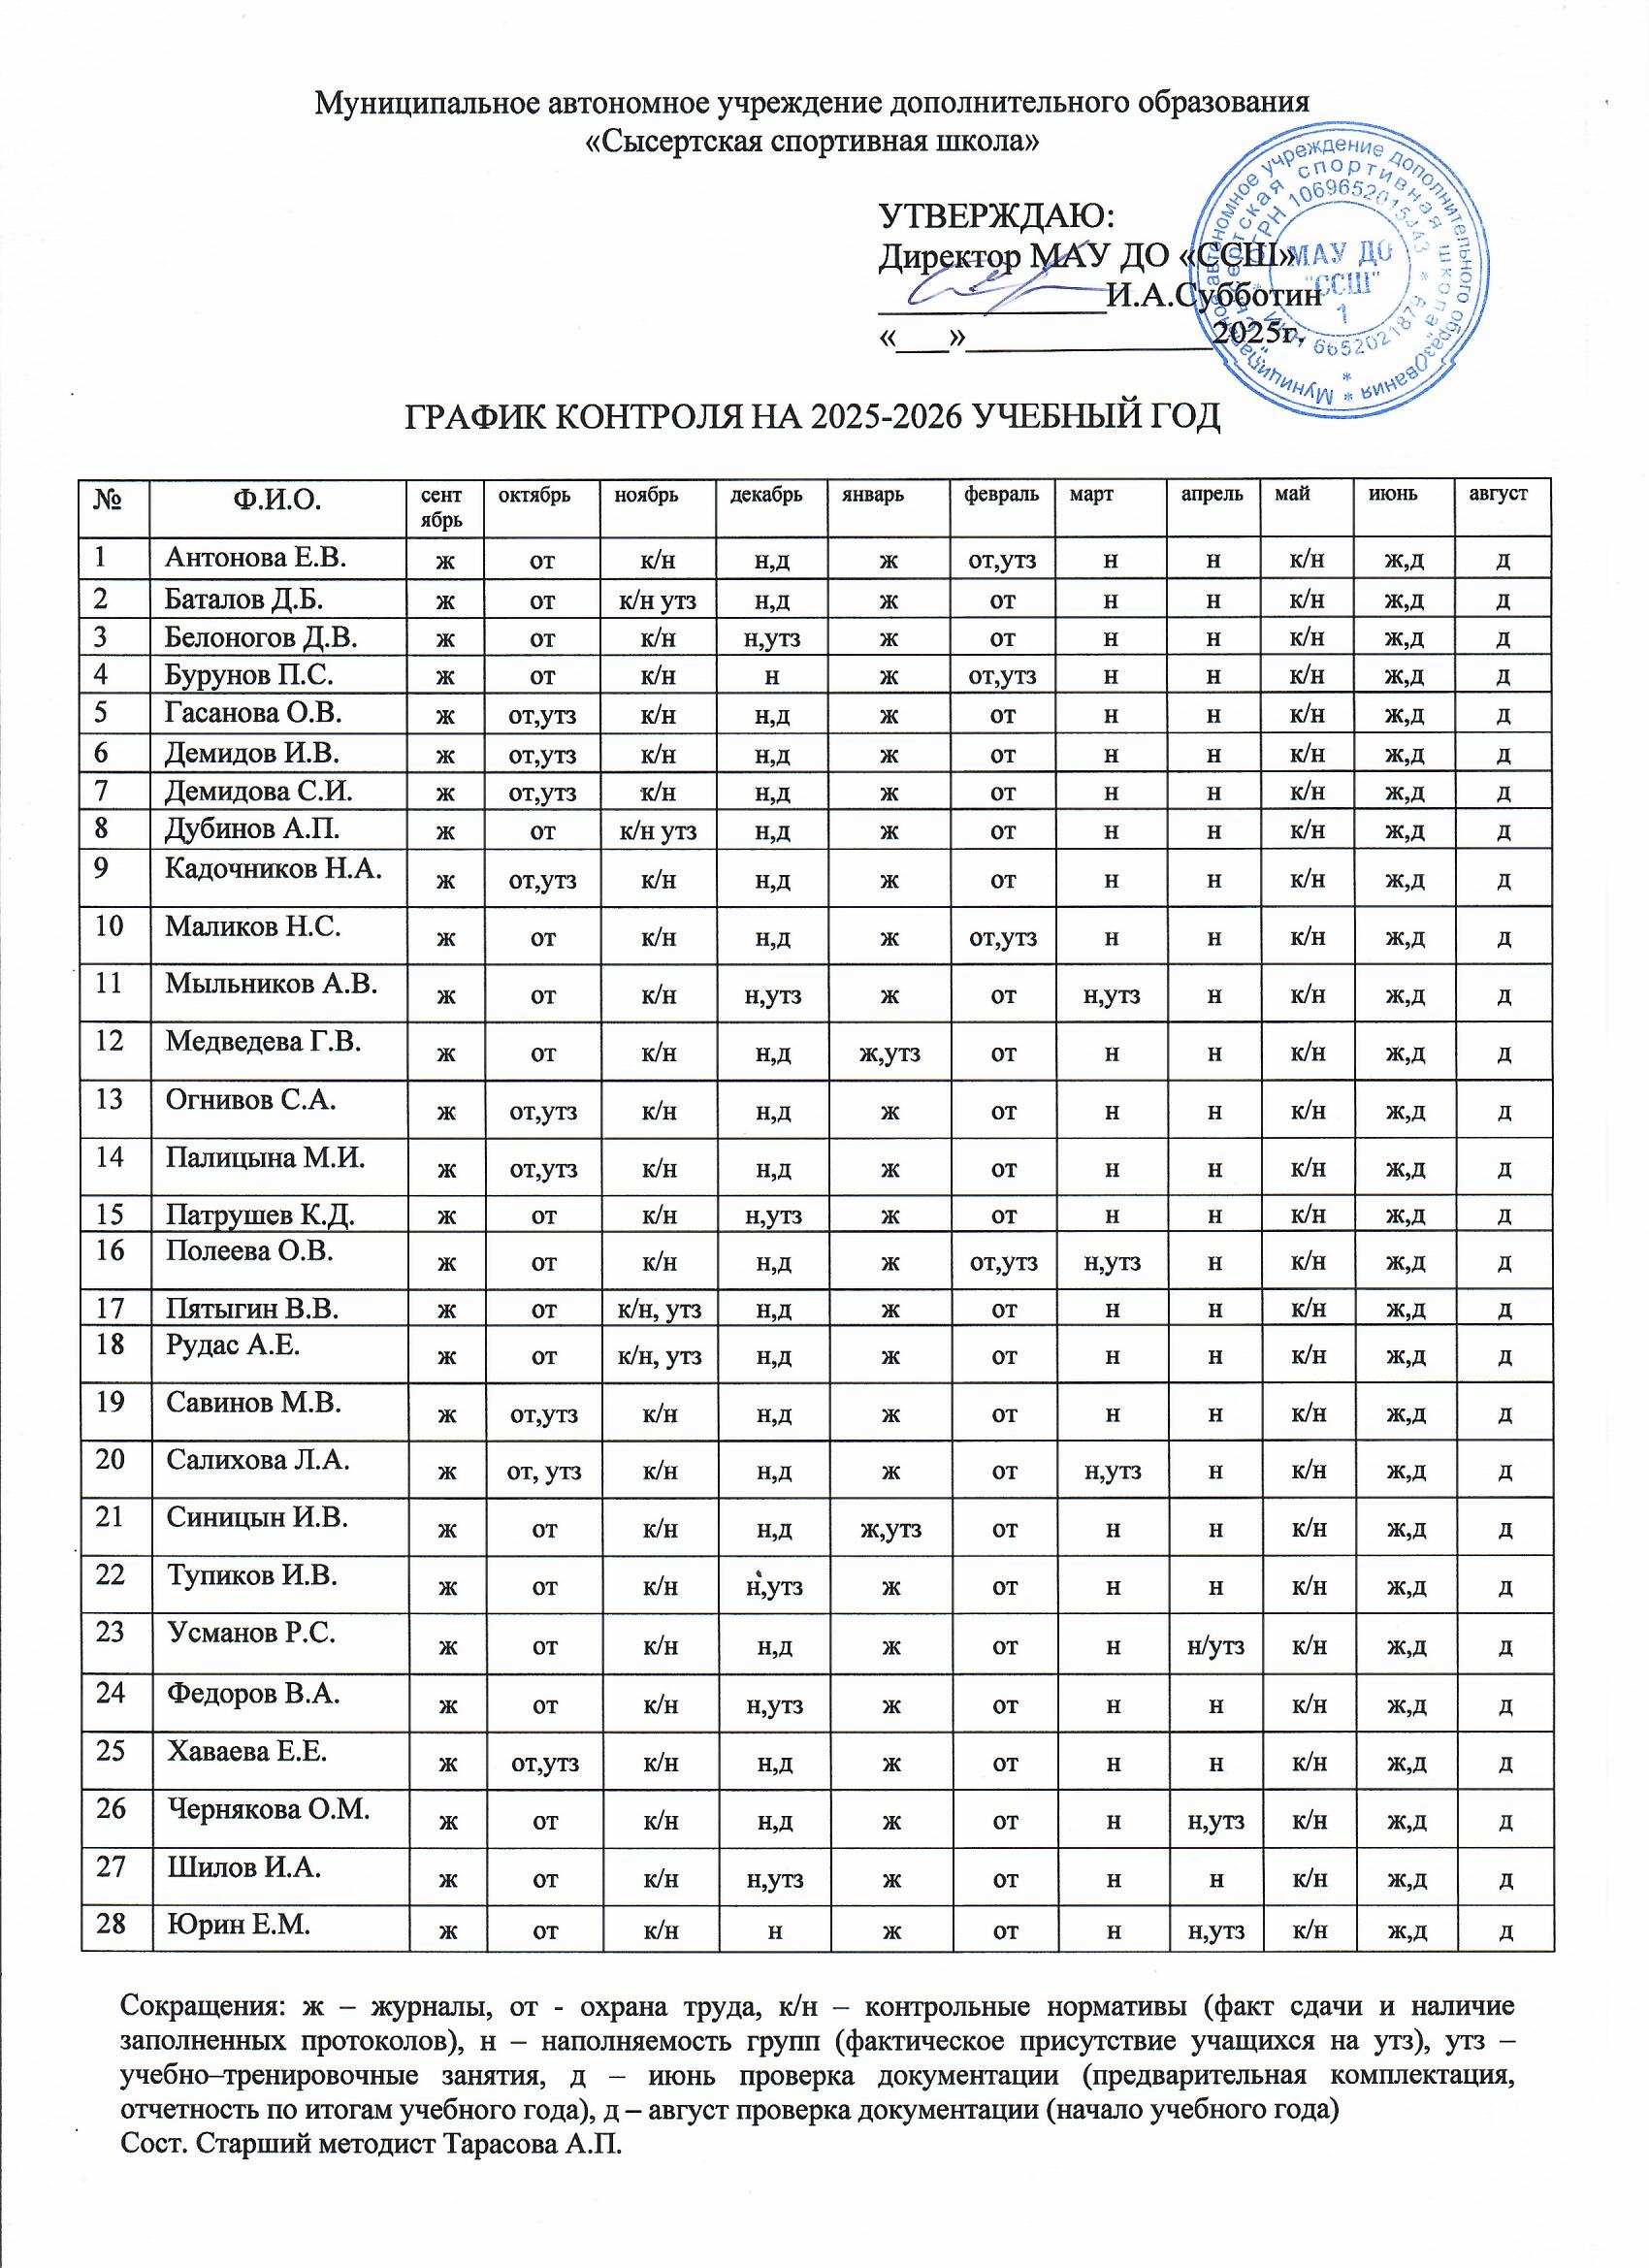 Муниципальное автономное учреждение дополнительного образования
«Сысертская спортивная школа»
УТВЕРЖДАЮ:
Директор МАУ ДО «ССШ»
_____________И.А.Субботин
«___»______________2025г.
МАУ ДО
"ССШ"
1
ГРАФИК КОНТРОЛЯ НА 2025-2026 УЧЕБНЫЙ ГОД
№ Ф.И.О. сентябрь октябрь ноябрь декабрь январь февраль март апрель май июнь август
1 Антонова Е.В. ж от к/н н,д ж от,утз н н к/н ж,д д
2 Баталов Д.Б. ж от к/н утз н,д ж от н н к/н ж,д д
3 Белоногов Д.В. ж от к/н н,утз ж от н н к/н ж,д д
4 Бурунов П.С. ж от к/н н ж от,утз н н к/н ж,д д
5 Гасанова О.В. ж от,утз к/н н,д ж от н н к/н ж,д д
6 Демидов И.В. ж от,утз к/н н,д ж от н н к/н ж,д д
7 Демидова С.И. ж от,утз к/н н,д ж от н н к/н ж,д д
8 Дубинов А.П. ж от к/н утз н,д ж от н н к/н ж,д д
9 Кадочников Н.А. ж от,утз к/н н,д ж от н н к/н ж,д д
10 Маликов Н.С. ж от к/н н,д ж от,утз н н к/н ж,д д
11 Мыльников А.В. ж от к/н н,утз ж от н,утз н к/н ж,д д
12 Медведева Г.В. ж от к/н н,д ж,утз от н н к/н ж,д д
13 Огнивов С.А. ж от,утз к/н н,д ж от н н к/н ж,д д
14 Палицына М.И. ж от,утз к/н н,д ж от н н к/н ж,д д
15 Патрушев К.Д. ж от к/н н,утз ж от н н к/н ж,д д
16 Полеева О.В. ж от к/н н,д ж от,утз н,утз н к/н ж,д д
17 Пятыгин В.В. ж от к/н, утз н,д ж от н н к/н ж,д д
18 Рудас А.Е. ж от к/н, утз н,д ж от н н к/н ж,д д
19 Савинов М.В. ж от,утз к/н н,д ж от н н к/н ж,д д
20 Салихова Л.А. ж от, утз к/н н,д ж от н,утз н к/н ж,д д
21 Синицын И.В. ж от к/н н,д ж,утз от н н к/н ж,д д
22 Тупиков И.В. ж от к/н н,утз ж от н н к/н ж,д д
23 Усманов Р.С. ж от к/н н,д ж от н н/утз к/н ж,д д
24 Федоров В.А. ж от к/н н,утз ж от н н к/н ж,д д
25 Хаваева Е.Е. ж от,утз к/н н,д ж от н н к/н ж,д д
26 Чернякова О.М. ж от к/н н,д ж от н н,утз к/н ж,д д
27 Шилов И.А. ж от к/н н,утз ж от н н к/н ж,д д
28 Юрин Е.М. ж от к/н н ж от н н,утз к/н ж,д д
Сокращения: ж – журналы, от - охрана труда, к/н – контрольные нормативы (факт сдачи и наличие
заполненных протоколов), н – наполняемость групп (фактическое присутствие учащихся на утз), утз –
учебно–тренировочные занятия, д – июнь проверка документации (предварительная комплектация,
отчетность по итогам учебного года), д – август проверка документации (начало учебного года)
Сост. Старший методист Тарасова А.П.